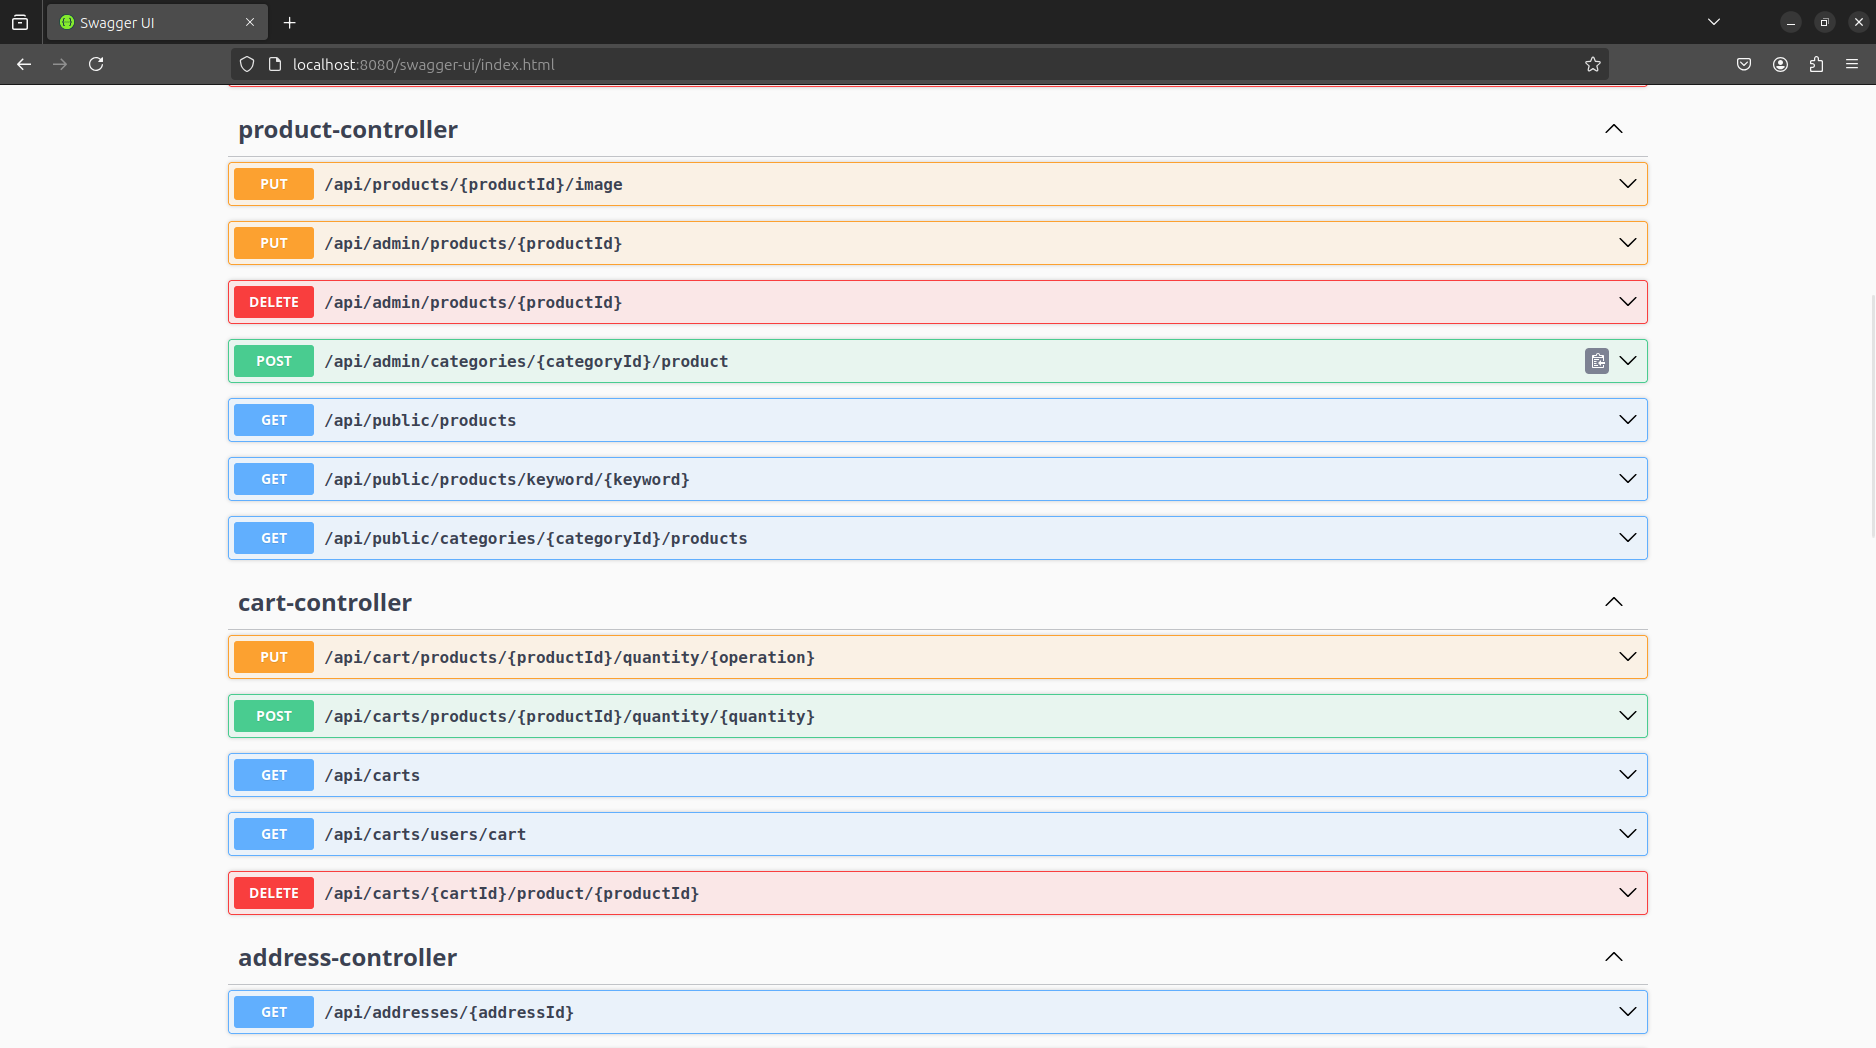 Swagger UI
localhost:8080/swagger-ui/index.html
product-controller
PUT /api/products/{productId}/image
PUT /api/admin/products/{productId}
DELETE /api/admin/products/{productId}
POST /api/admin/categories/{categoryId}/product
GET /api/public/products
GET /api/public/products/keyword/{keyword}
GET /api/public/categories/{categoryId}/products
cart-controller
PUT /api/cart/products/{productId}/quantity/{operation}
POST /api/carts/products/{productId}/quantity/{quantity}
GET /api/carts
GET /api/carts/users/cart
DELETE /api/carts/{cartId}/product/{productId}
address-controller
GET /api/addresses/{addressId}